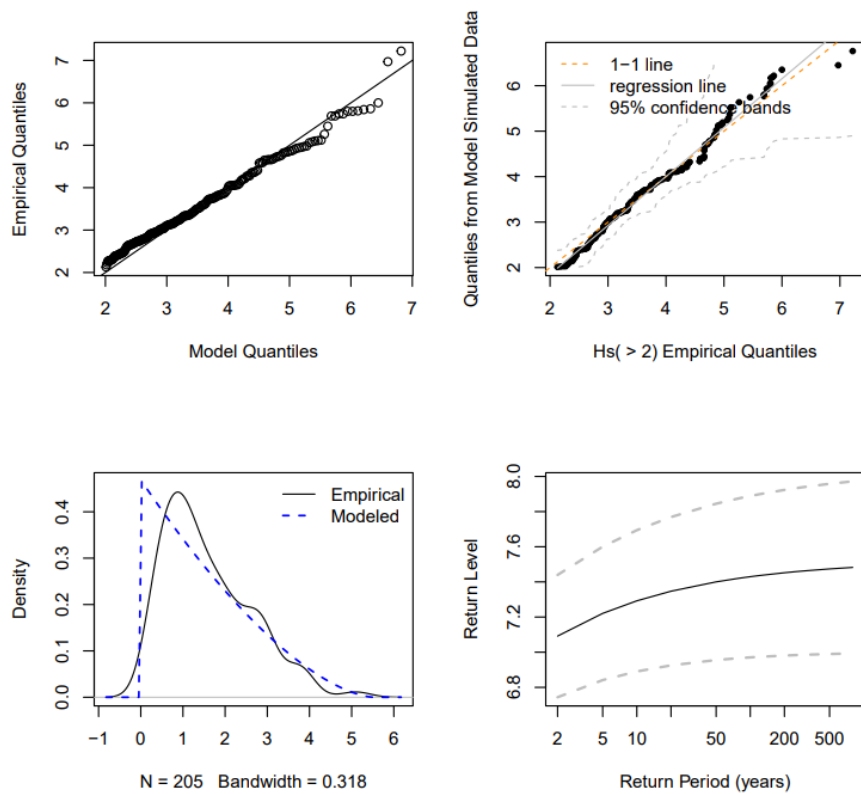 Empirical Quantiles
7
6
5
4
3
2
2 3 4 5 6 7
Model Quantiles
Quantiles from Model Simulated Data
6
5
4
3
2
1−1 line
regression line
95% confidence bands
2 3 4 5 6 7
Hs( > 2) Empirical Quantiles
Density
0.4
0.3
0.2
0.1
0.0
Empirical
Modeled
−1 0 1 2 3 4 5 6
N = 205 Bandwidth = 0.318
Return Level
8.0
7.6
7.2
6.8
2 5 10 50 200 500
Return Period (years)